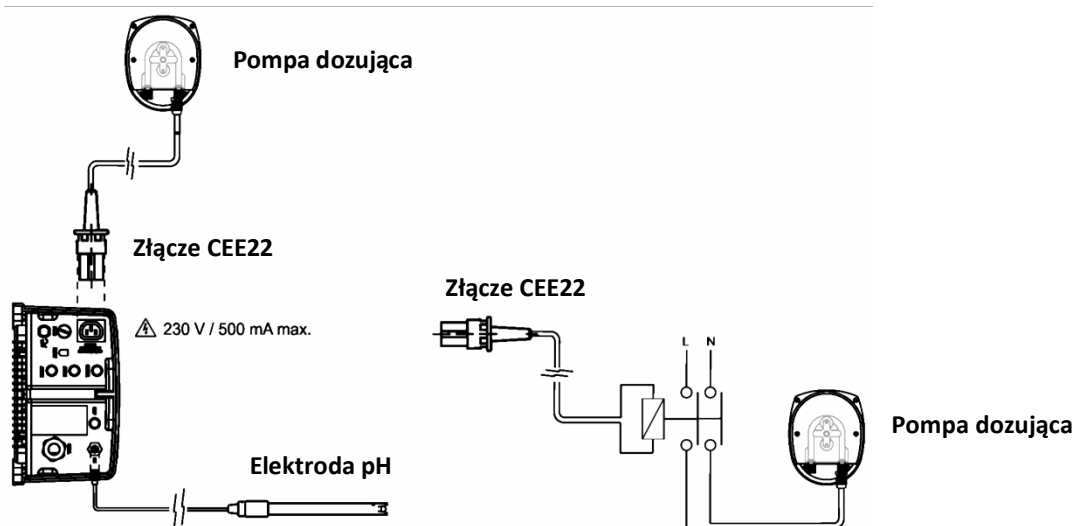 Pompa dozująca
Złącze CEE22
230 V / 500 mA max.
Elektroda pH
Złącze CEE22
L N
Pompa dozująca